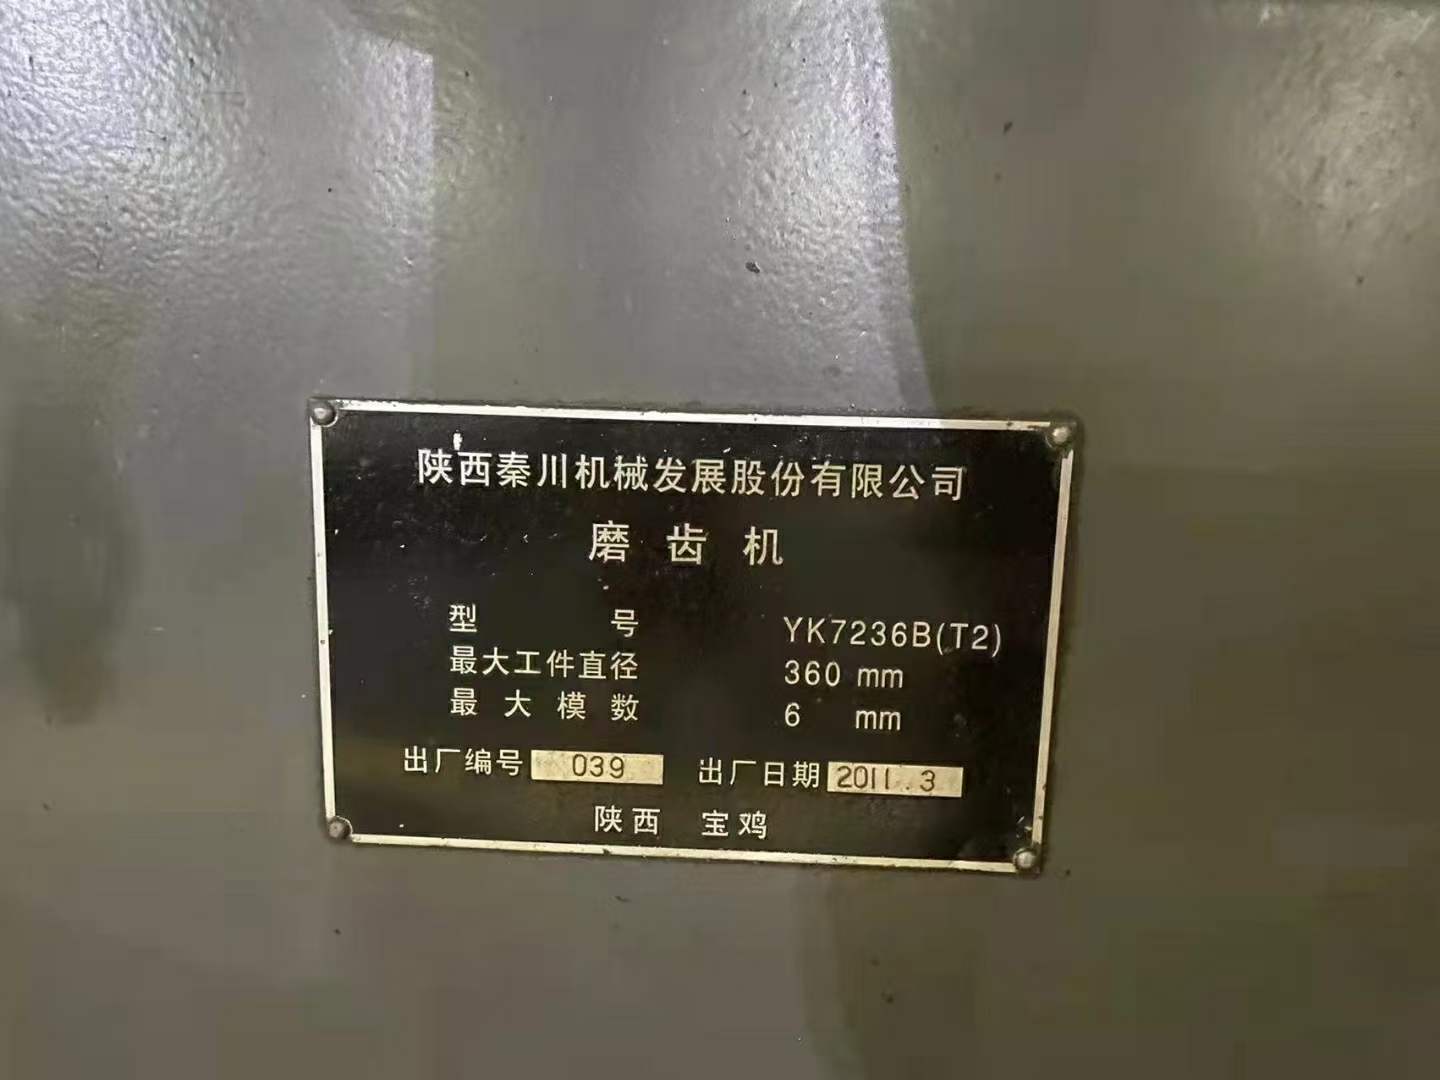 陕西秦川机械发展股份有限公司
磨齿机
型号 YK7236B(T2)
最大工件直径 360 mm
最大模数 6 mm
出厂编号 039 出厂日期 2011.3
陕西 宝鸡